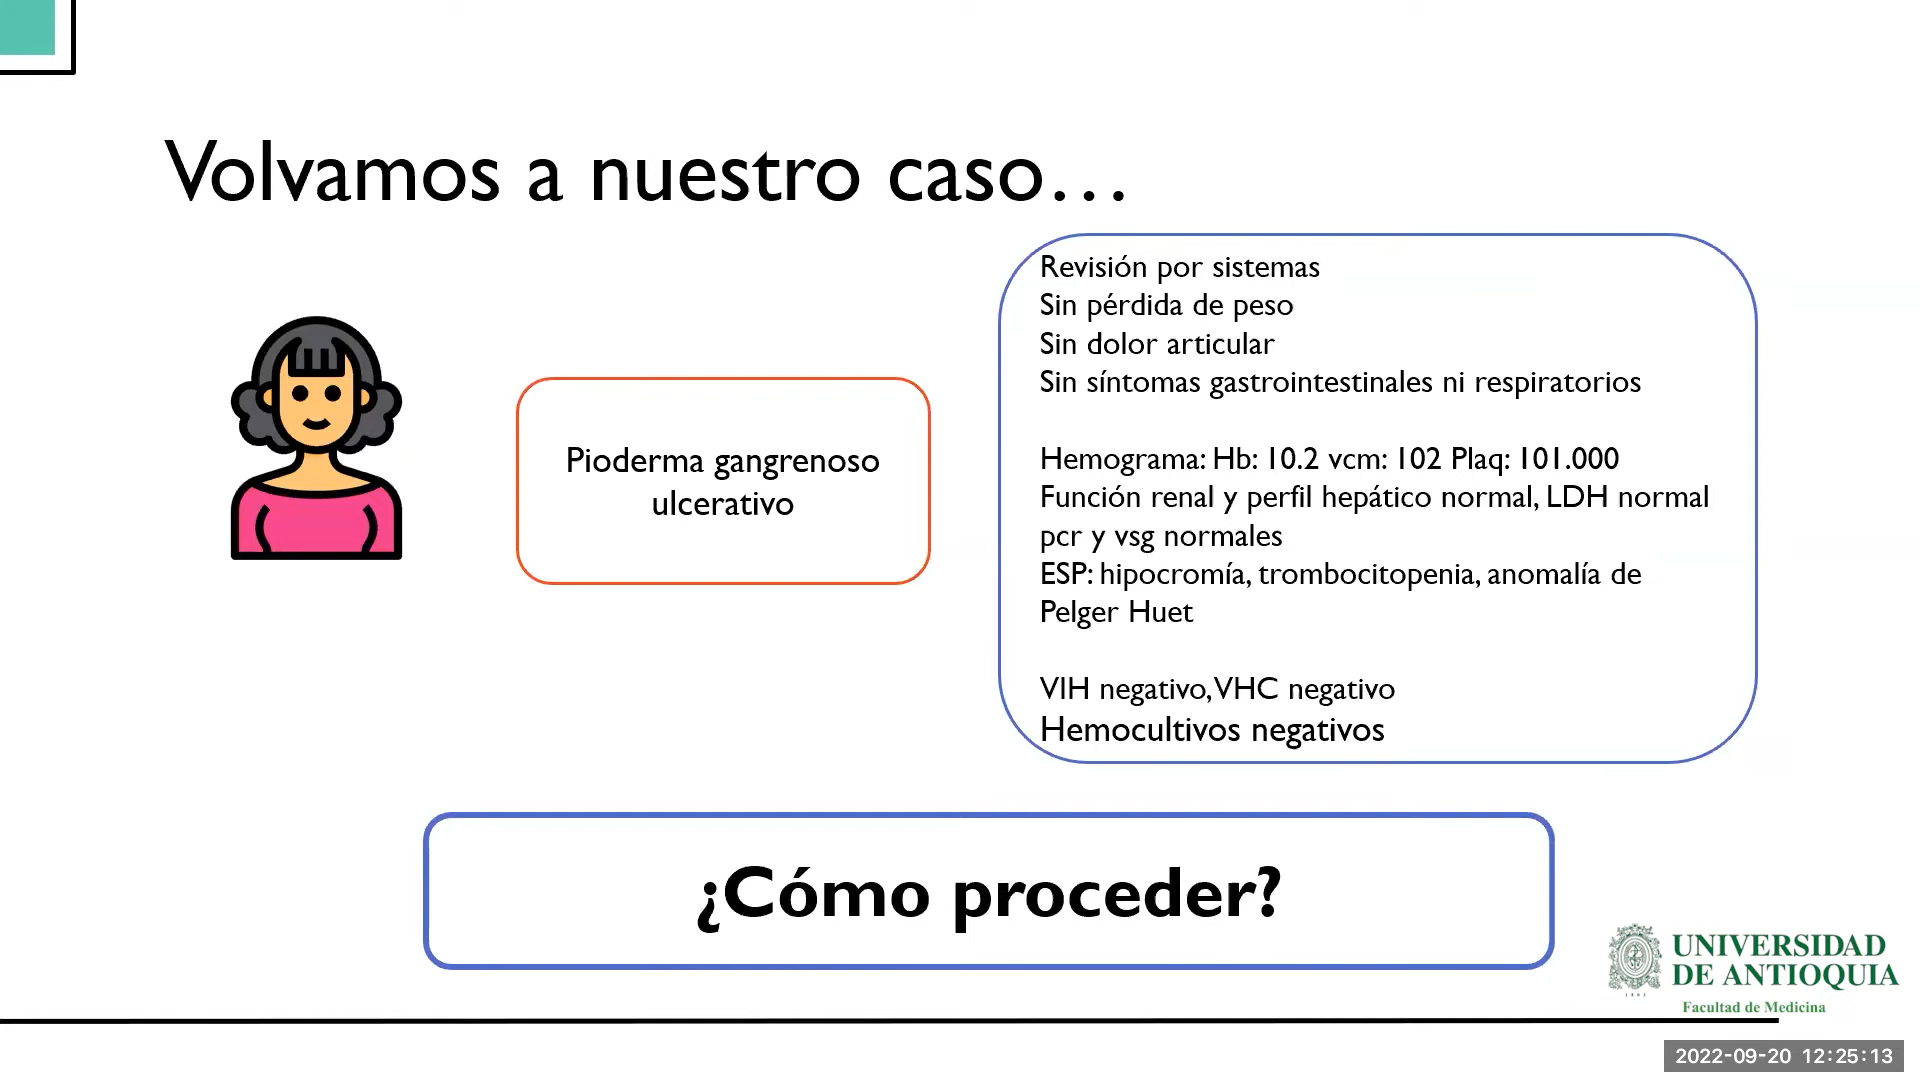 Volvamos a nuestro caso…
Pioderma gangrenoso
ulcerativo
Revisión por sistemas
Sin pérdida de peso
Sin dolor articular
Sin síntomas gastrointestinales ni respiratorios
Hemograma: Hb: 10.2 vcm: 102 Plaq: 101.000
Función renal y perfil hepático normal, LDH normal
pcr y vsg normales
ESP: hipocromía, trombocitopenia, anomalía de
Pelger Huet
VIH negativo, VHC negativo
Hemocultivos negativos
¿Cómo proceder?
1803
UNIVERSIDAD
DE ANTIOQUIA
Facultad de Medicina
2022-09-20 12:25:13